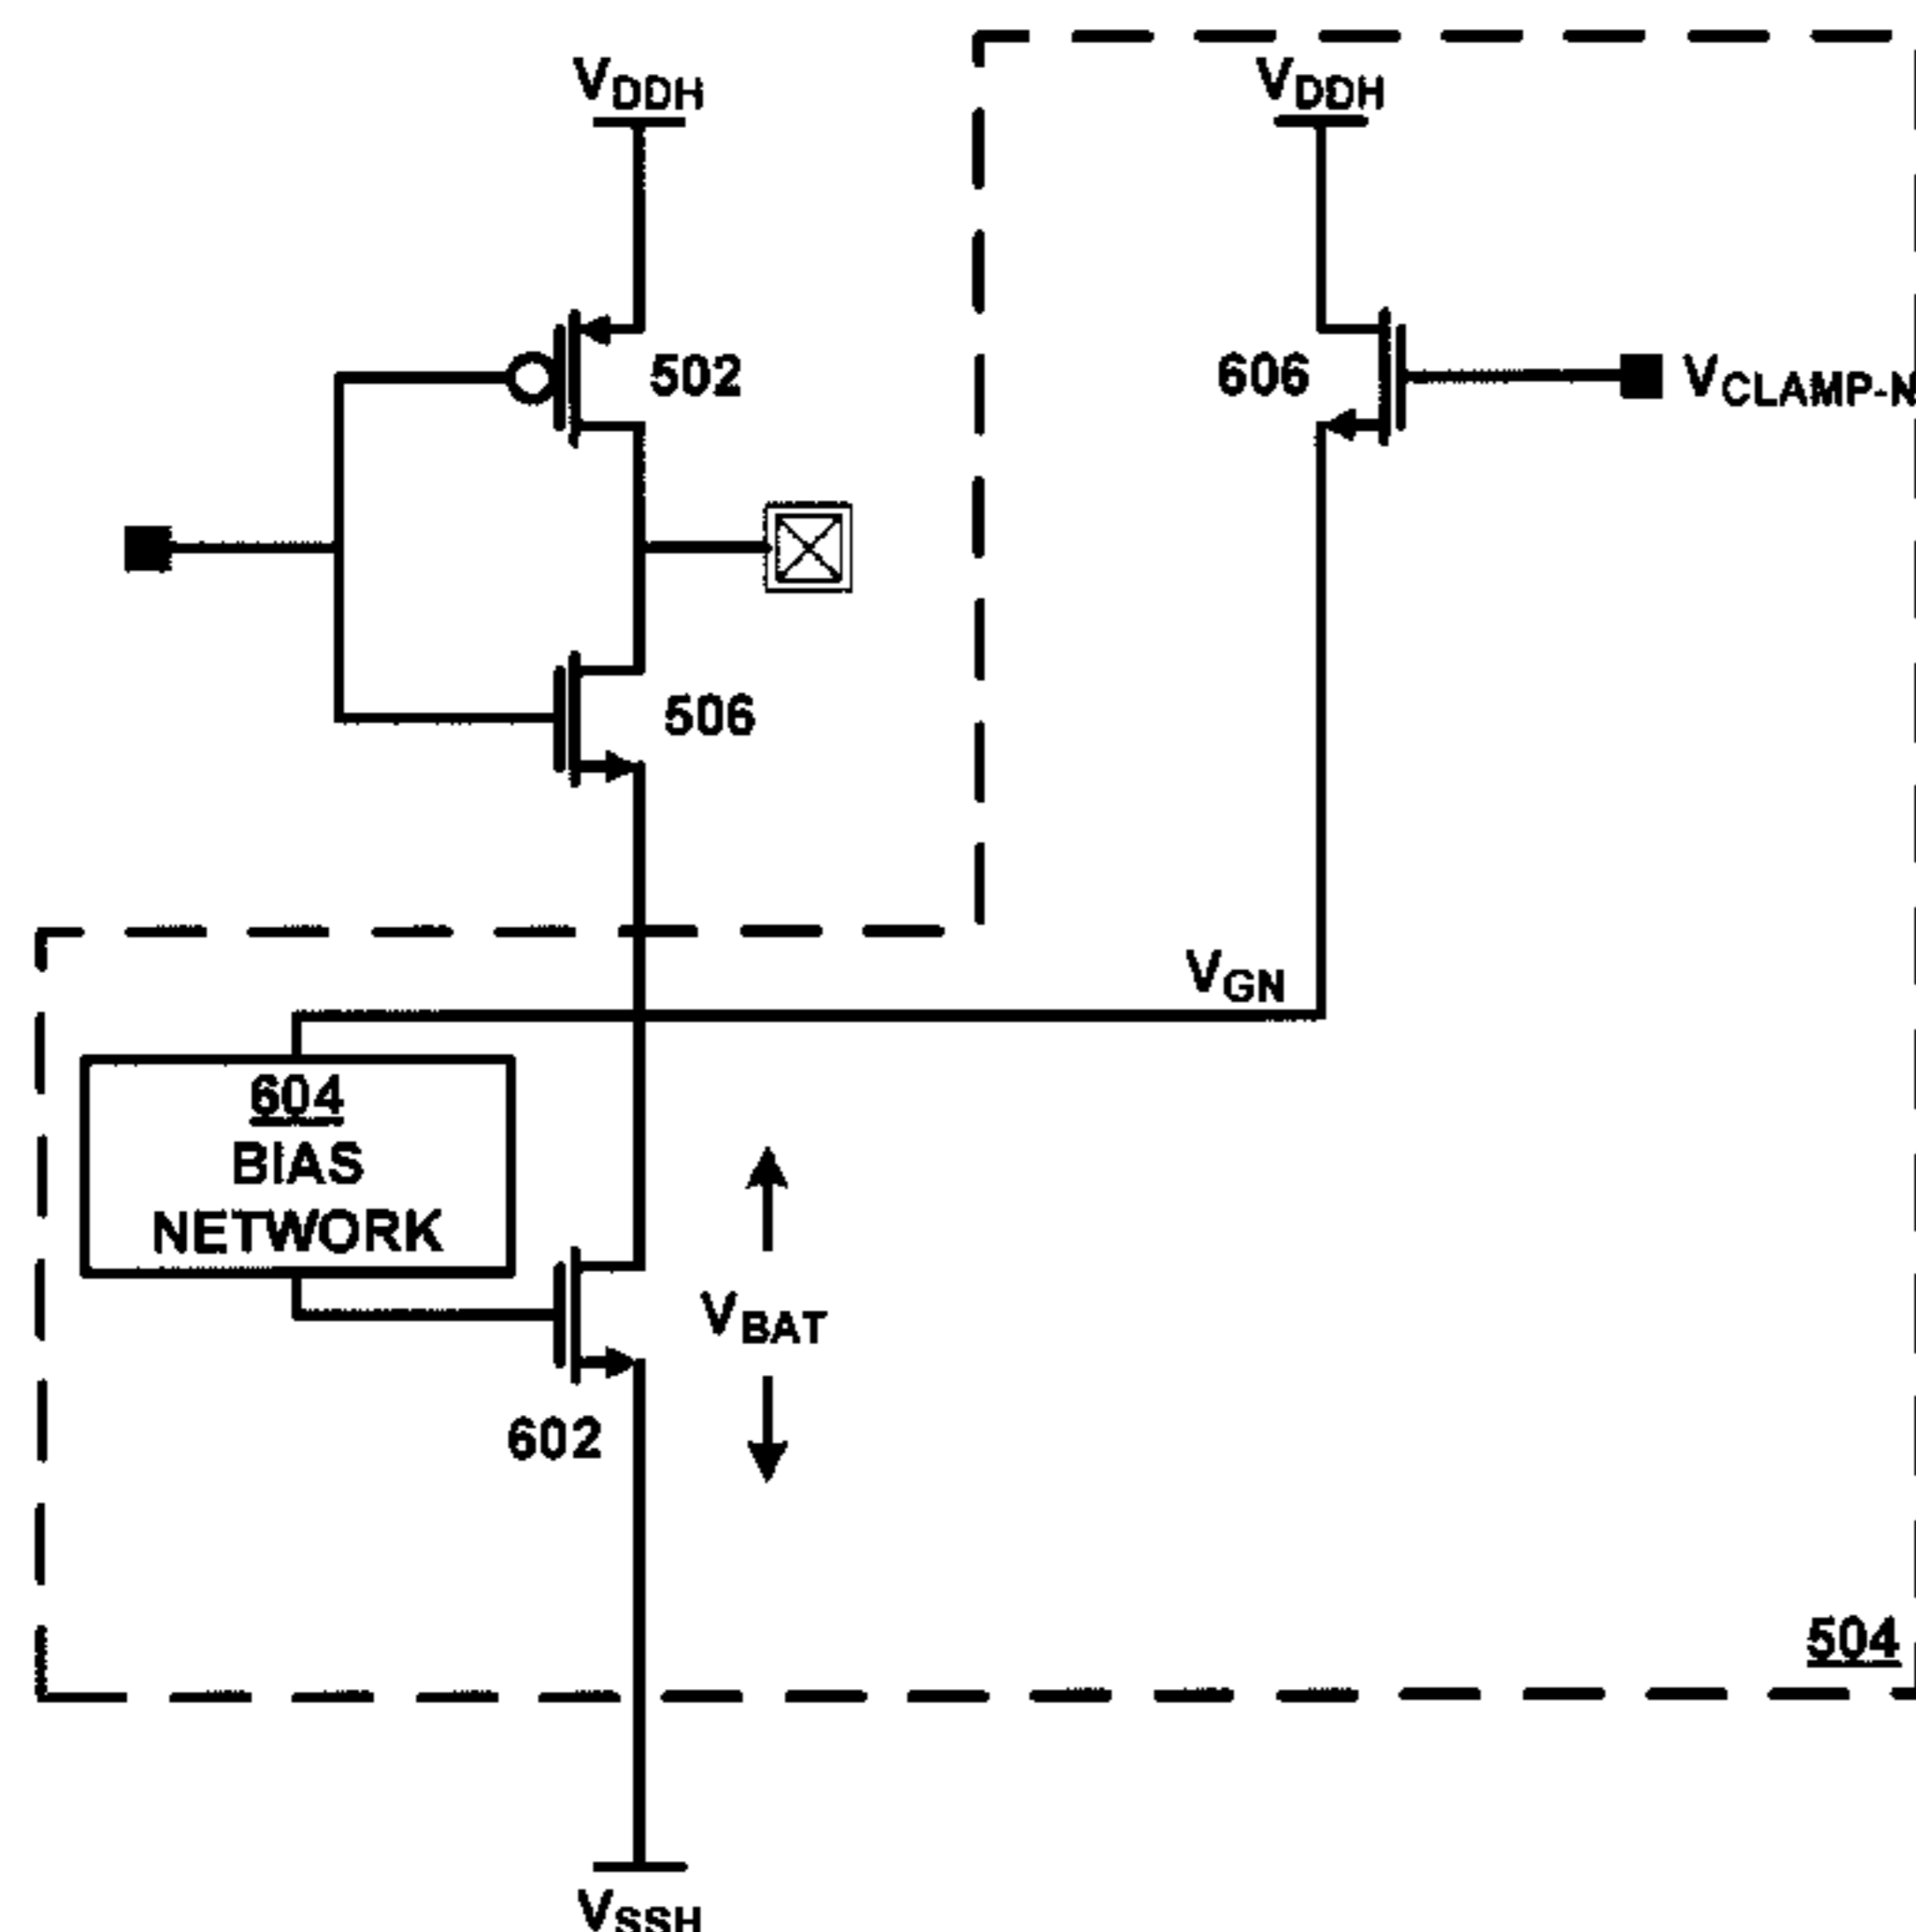 VDDH
VDDH
502
606
VCLAMP-N
506
VGN
604
BIAS
NETWORK
VBAT
602
504
VSSH